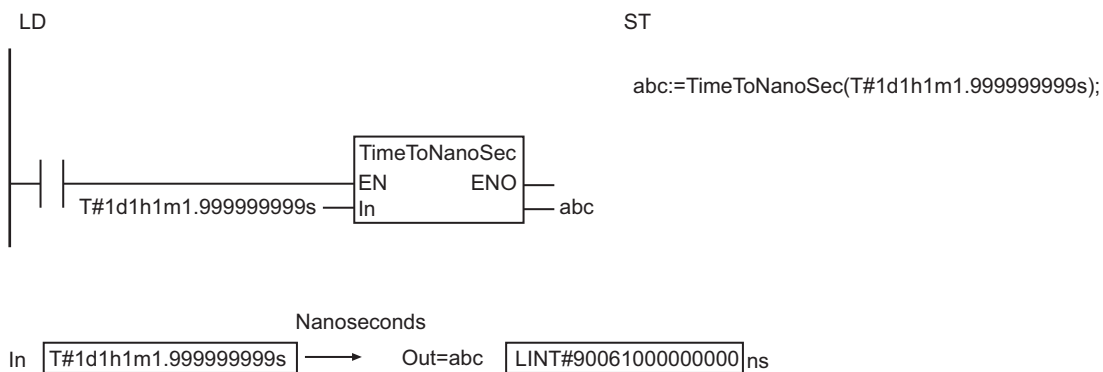 LD
ST
abc:=TimeToNanoSec(T#1d1h1m1.999999999s);
TimeToNanoSec
EN ENO
T#1d1h1m1.999999999s In abc
Nanoseconds
In T#1d1h1m1.999999999s Out=abc LINT#90061000000000 ns